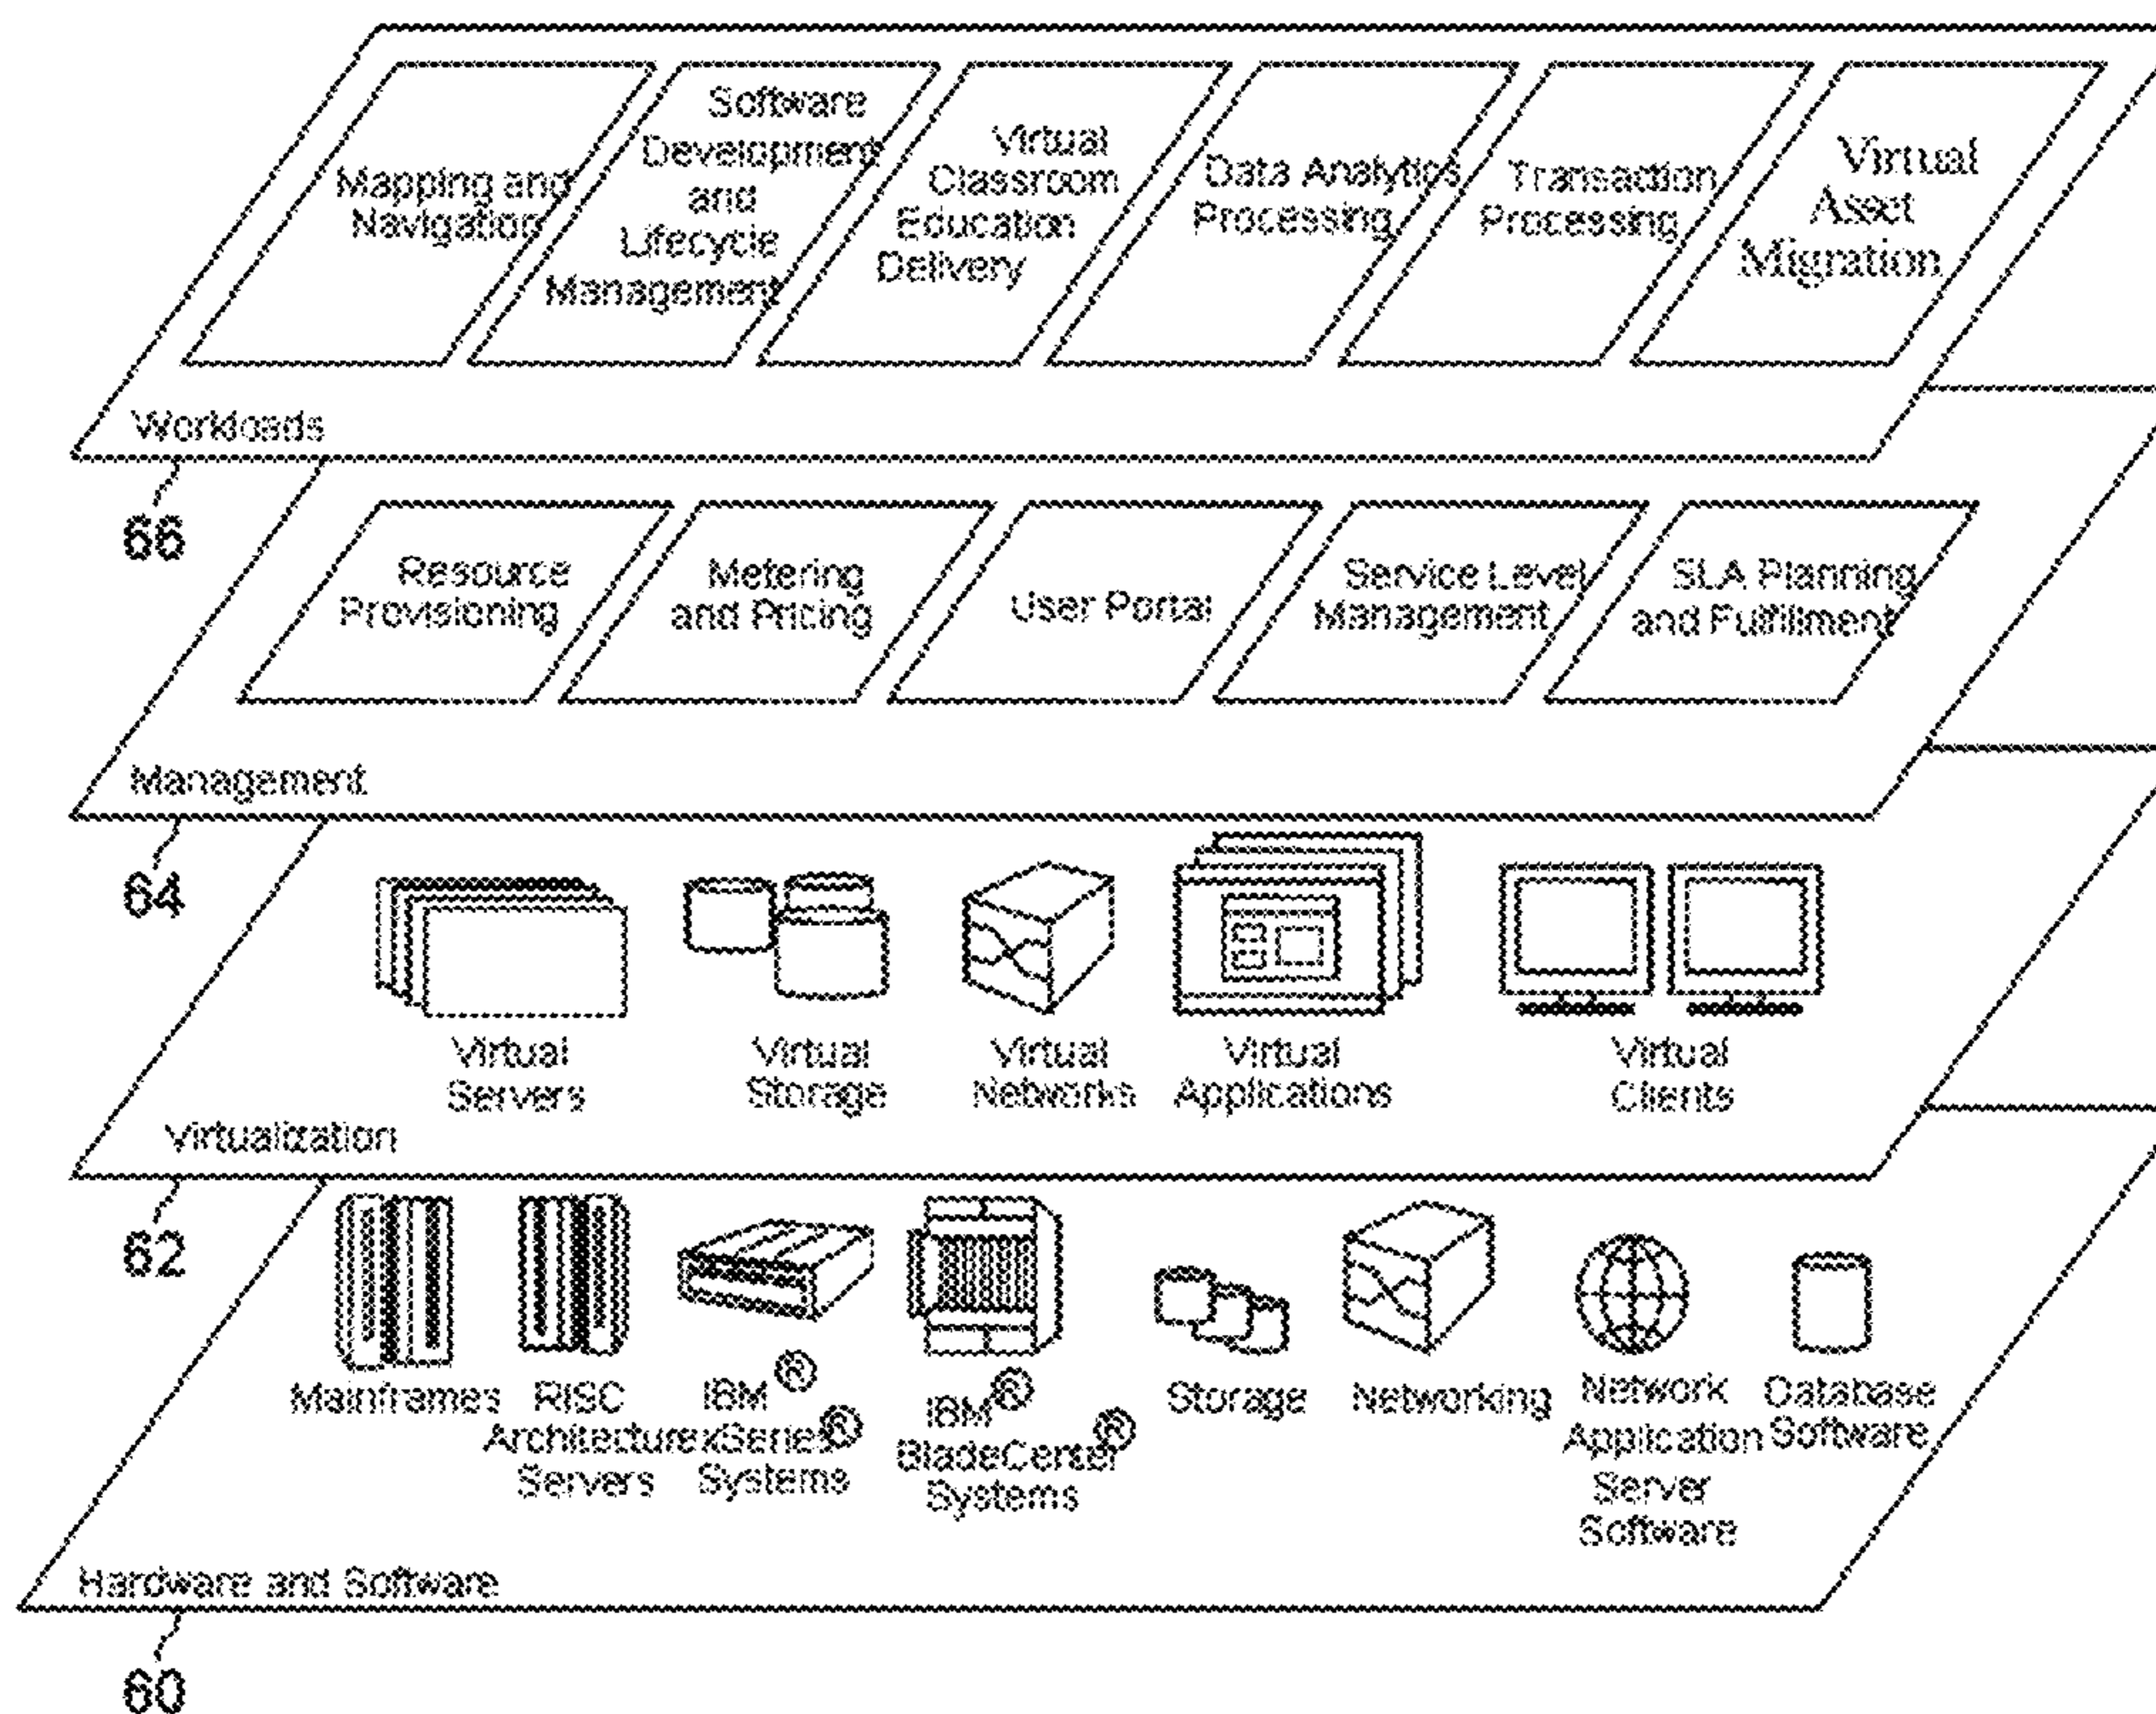 Mapping and
Navigation
Software
Development
and
Lifecycle
Management
Virtual
Classroom
Education
Delivery
Data Analytics
Processing
Transaction
Processing
Virtual
Asset
Migration
Workloads
66
Resource
Provisioning
Metering
and Pricing
User Portal
Service Level
Management
SLA Planning
and Fulfillment
Management
64
Virtual
Servers
Virtual
Storage
Virtual
Networks
Virtual
Applications
Virtual
Clients
Virtualization
62
Mainframes
RISC
Architecture
Servers
IBM ®
xSeries ®
Systems
IBM ®
BladeCenter ®
Systems
Storage
Networking
Network
Application
Server
Software
Database
Software
Hardware and Software
60